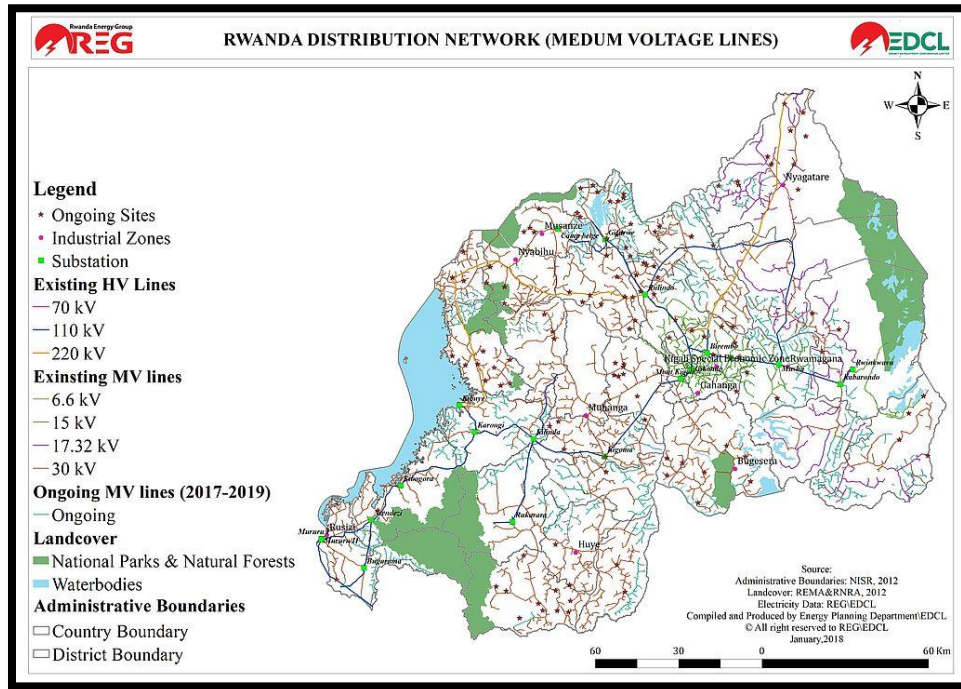 Rwanda Energy Group
REG
RWANDA DISTRIBUTION NETWORK (MEDUM VOLTAGE LINES)
EDCL
N
W
E
S
Legend
Ongoing Sites
Industrial Zones
Substation
Existing HV Lines
70 kV
110 kV
220 kV
Exinsting MV lines
6.6 kV
15 kV
17.32 kV
30 kV
Ongoing MV lines (2017-2019)
Ongoing
Landcover
National Parks & Natural Forests
Waterbodies
Administrative Boundaries
Country Boundary
District Boundary
Nyagatare
Musanze
Camp belge
Nyabihu
Rulindo
Birembo
Kigali Special Economic Zone
Rwamagana
Musha
Rwinkwavu
Kabarondo
Gahanga
Kibuye
Karongi
Kilinda
Muhanga
Kigoma
Bugesera
Kibogora
Rukarara
Huye
Rusizi
Mururu
Mururu II
Bugarama
Source:
Administrative Boundaries: NISR, 2012
Landcover: REMA&RNRA, 2012
Electricity Data: REG\EDCL
Compiled and Produced by Energy Planning Department\EDCL
© All right reserved to REG\EDCL
January,2018
60 30 0 60 Km